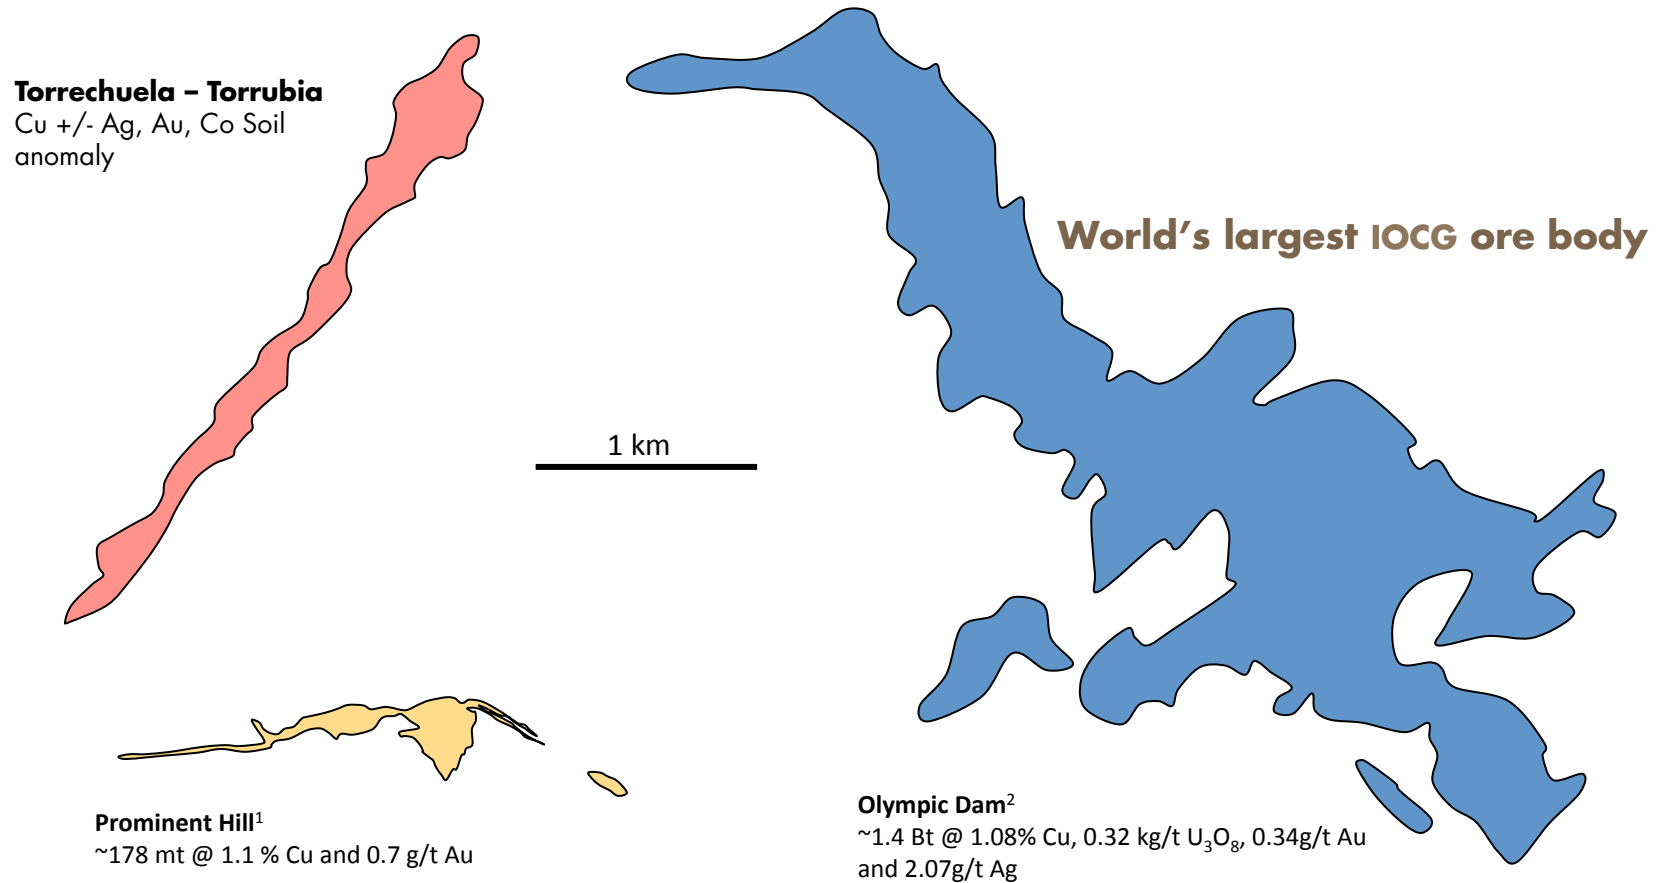 Torrechuela – Torrubia
Cu +/- Ag, Au, Co Soil
anomaly
World's largest IOCG ore body
1 km
Prominent Hill¹
~178 mt @ 1.1 % Cu and 0.7 g/t Au
Olympic Dam²
~1.4 Bt @ 1.08% Cu, 0.32 kg/t U₃O₈, 0.34g/t Au
and 2.07g/t Ag